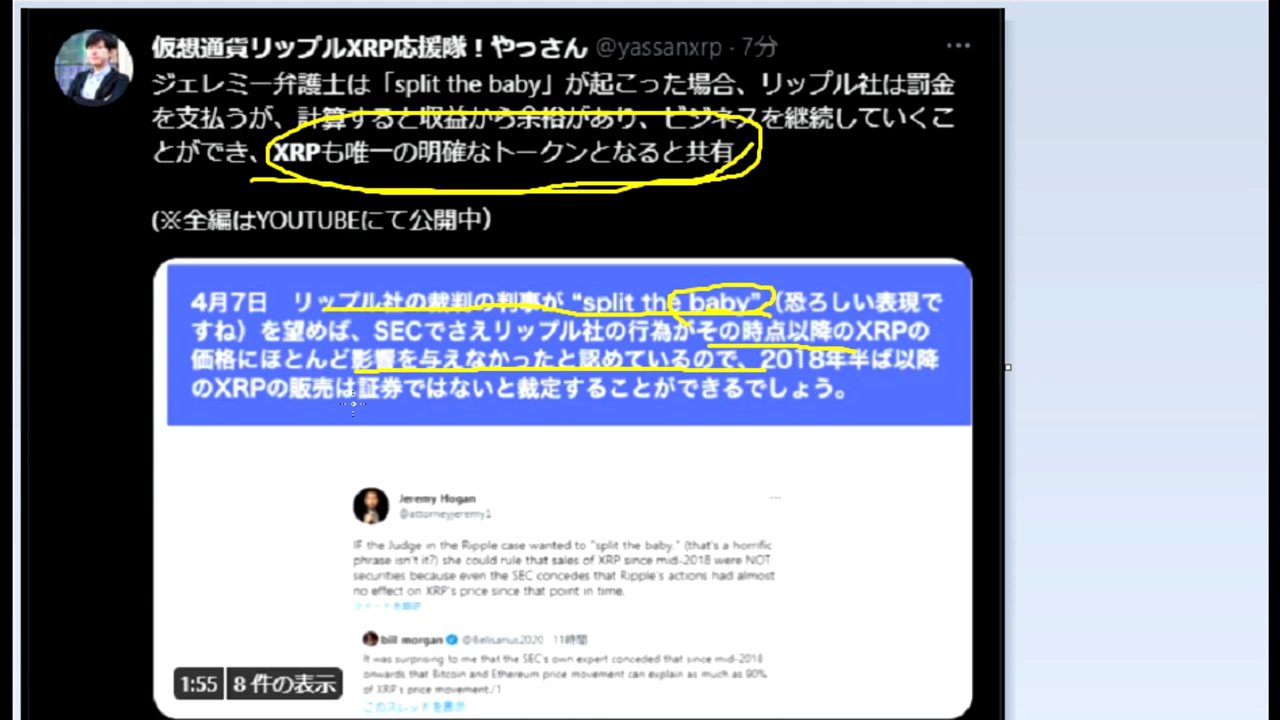 仮想通貨リップルXRP応援隊！やっさん @yassanxrp · 7分
ジェレミー弁護士は「split the baby」が起こった場合、リップル社は罰金
を支払うが、計算すると収益から余裕があり、ビジネスを継続していくこ
とができ、XRPも唯一の明確なトークンとなると共有
(※全編はYOUTUBEにて公開中)
4月7日　リップル社の裁判の判事が “split the baby”（恐ろしい表現で
すね）を望めば、SECでさえリップル社の行為がその時点以降のXRPの
価格にほとんど影響を与えなかったと認めているので、2018年半ば以降
のXRPの販売は証券ではないと裁定することができるでしょう。
Jeremy Hogan
@attorneyjeremy1
IF the Judge in the Ripple case wanted to "split the baby." (that's a horrific
phrase isn't it?) she could rule that sales of XRP since mid-2018 were NOT
securities because even the SEC concedes that Ripple's actions had almost
no effect on XRP's price since that point in time.
ツイートを翻訳
bill morgan @Belisarius2020 11時間
It was surprising to me that the SEC's own expert conceded that since mid-2018
onwards that Bitcoin and Ethereum price movement can explain as much as 90%
of XRP's price movement./1
このスレッドを表示
1:55 8 件の表示